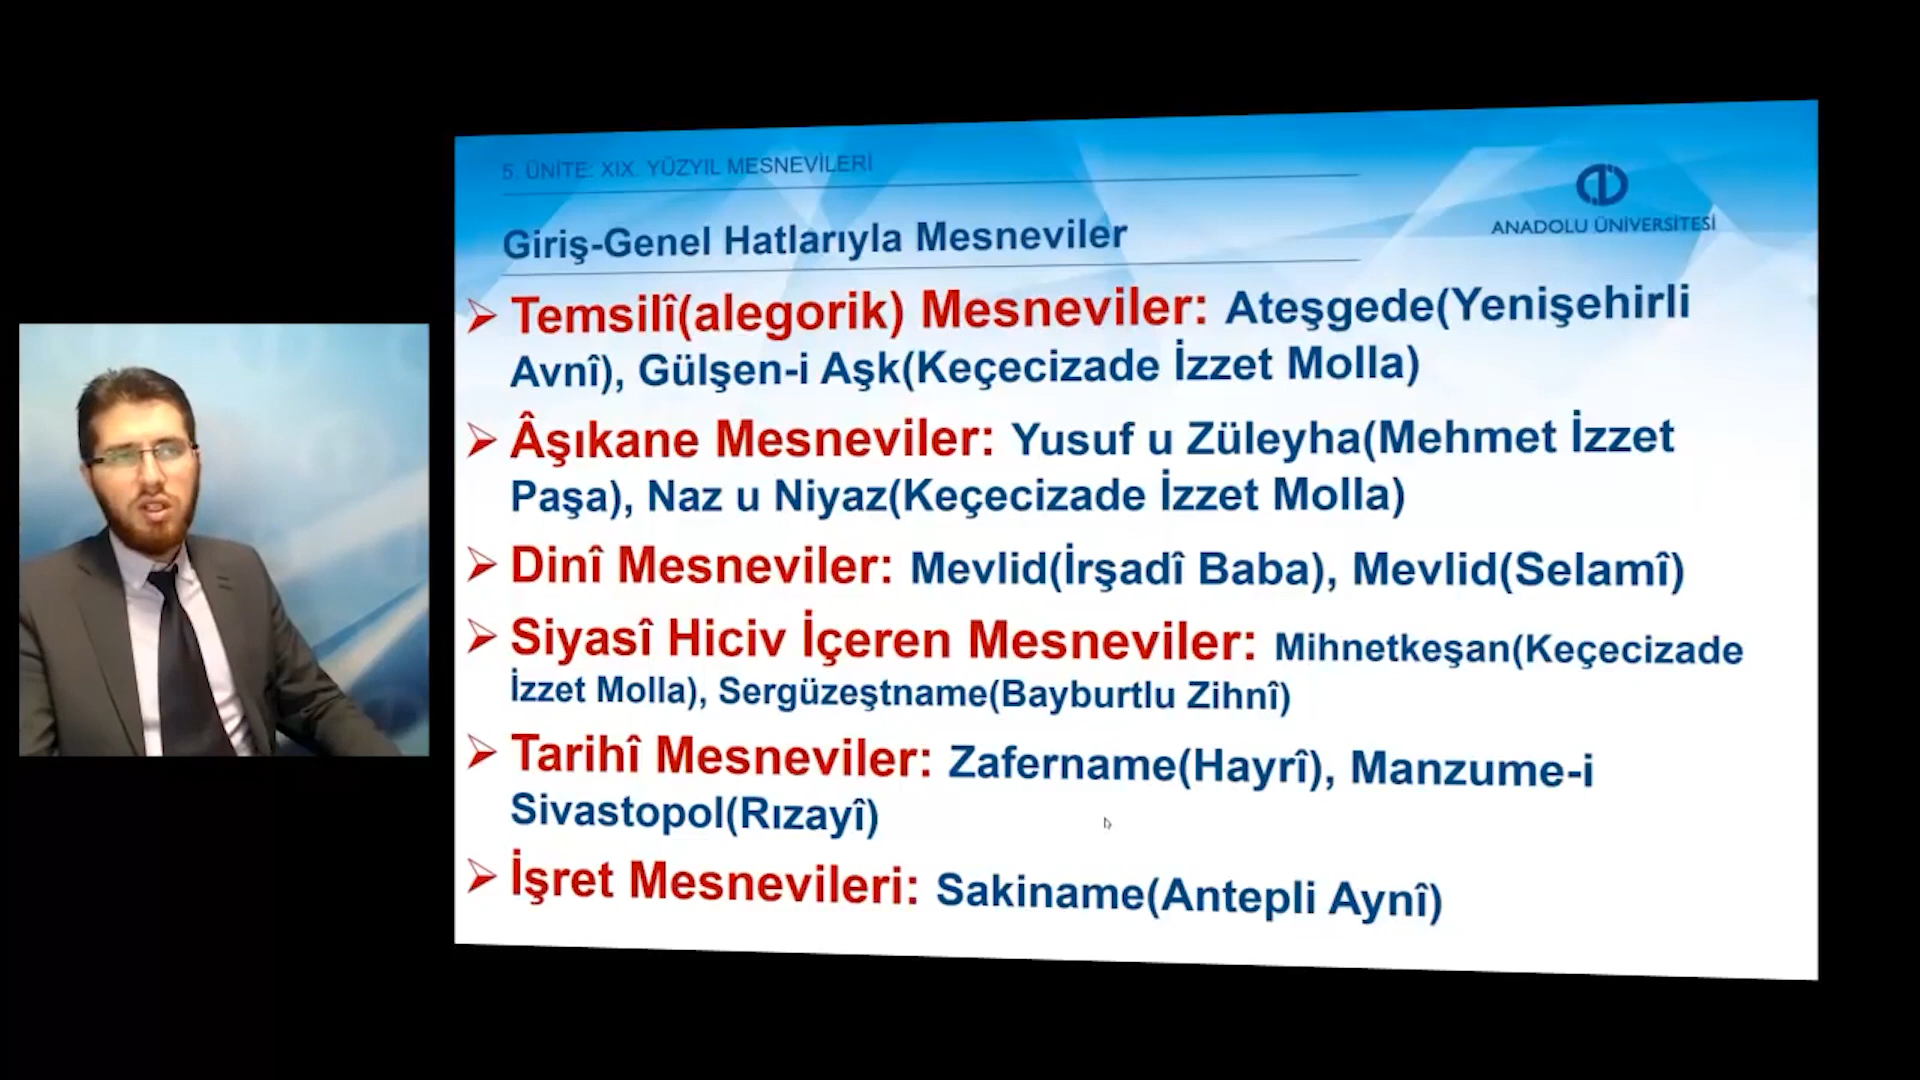 5. ÜNİTE: XIX. YÜZYIL MESNEVİLERİ
ANADOLU ÜNİVERSİTESİ
Giriş-Genel Hatlarıyla Mesneviler
Temsilî(alegorik) Mesneviler: Ateşgede(Yenişehirli
Avnî), Gülşen-i Aşk(Keçecizade İzzet Molla)
Âşıkane Mesneviler: Yusuf u Züleyha(Mehmet İzzet
Paşa), Naz u Niyaz(Keçecizade İzzet Molla)
Dinî Mesneviler: Mevlid(İrşadî Baba), Mevlid(Selamî)
Siyasî Hiciv İçeren Mesneviler: Mihnetkeşan(Keçecizade
İzzet Molla), Sergüzeştname(Bayburtlu Zihnî)
Tarihî Mesneviler: Zafername(Hayrî), Manzume-i
Sivastopol(Rızayî)
İşret Mesnevileri: Sakiname(Antepli Aynî)